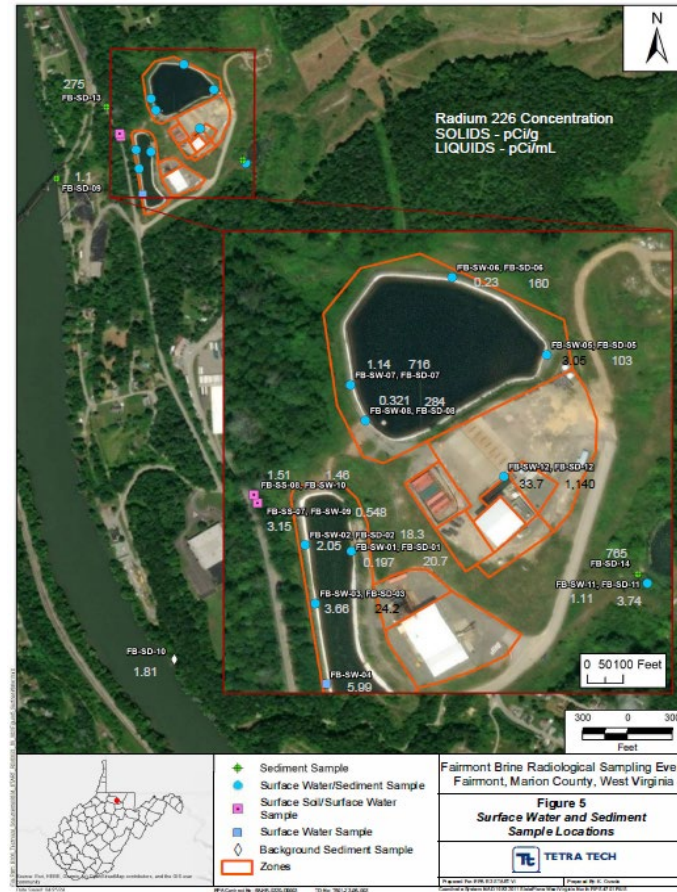 N
275
FB-SD-13
1.1
FB-SD-09
Radium 226 Concentration
SOLIDS - pCi/g
LIQUIDS - pCi/mL
FB-SW-06, FB-SD-06
0.23 160
FB-SW-05, FB-SD-05
3.05 103
1.14 716
FB-SW-07, FB-SD-07
0.321 284
FB-SW-08, FB-SD-08
1.51 1.46
FB-SS-08, FB-SW-10
FB-SW-12, FB-SD-12
33.7 1,140
FB-SS-07, FB-SW-09
3.15 0.548
FB-SW-02, FB-SD-02 18.3
2.05 FB-SW-01, FB-SD-01
0.197 20.7
765
FB-SD-14
FB-SW-11, FB-SD-11
1.11 3.74
FB-SW-03, FB-SD-03
3.66 24.2
FB-SD-10
1.81
FB-SW-04
5.99
0 50100 Feet
300 0 300
Feet
Sediment Sample
Surface Water/Sediment Sample
Surface Soil/Surface Water
Sample
Surface Water Sample
Background Sediment Sample
Zones
Fairmont Brine Radiological Sampling Eve
Fairmont, Marion County, West Virginia
Figure 5
Surface Water and Sediment
Sample Locations
Tt TETRA TECH